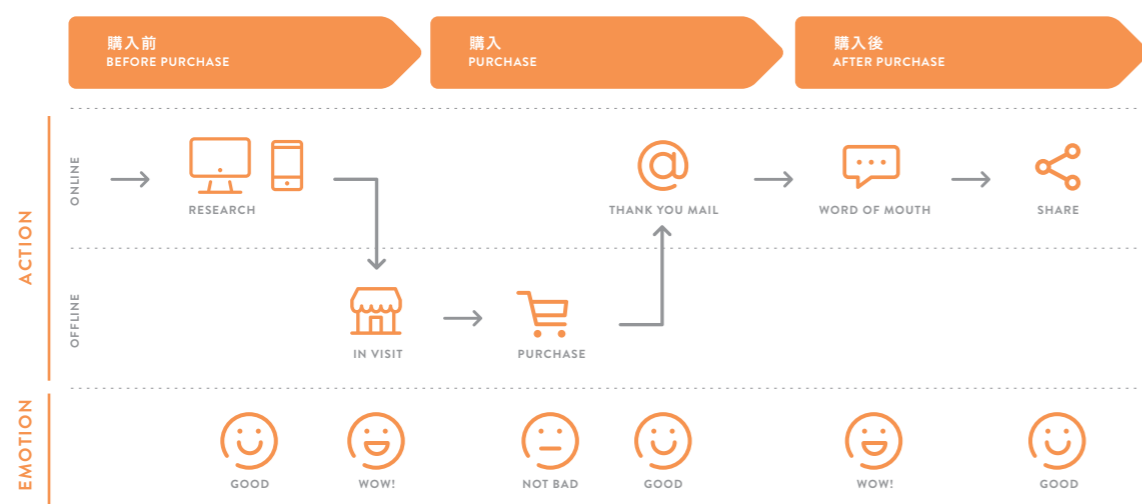 購入前
BEFORE PURCHASE
購入
PURCHASE
購入後
AFTER PURCHASE
ACTION
ONLINE
RESEARCH
THANK YOU MAIL
WORD OF MOUTH
SHARE
OFFLINE
IN VISIT
PURCHASE
EMOTION
GOOD
WOW!
NOT BAD
GOOD
WOW!
GOOD